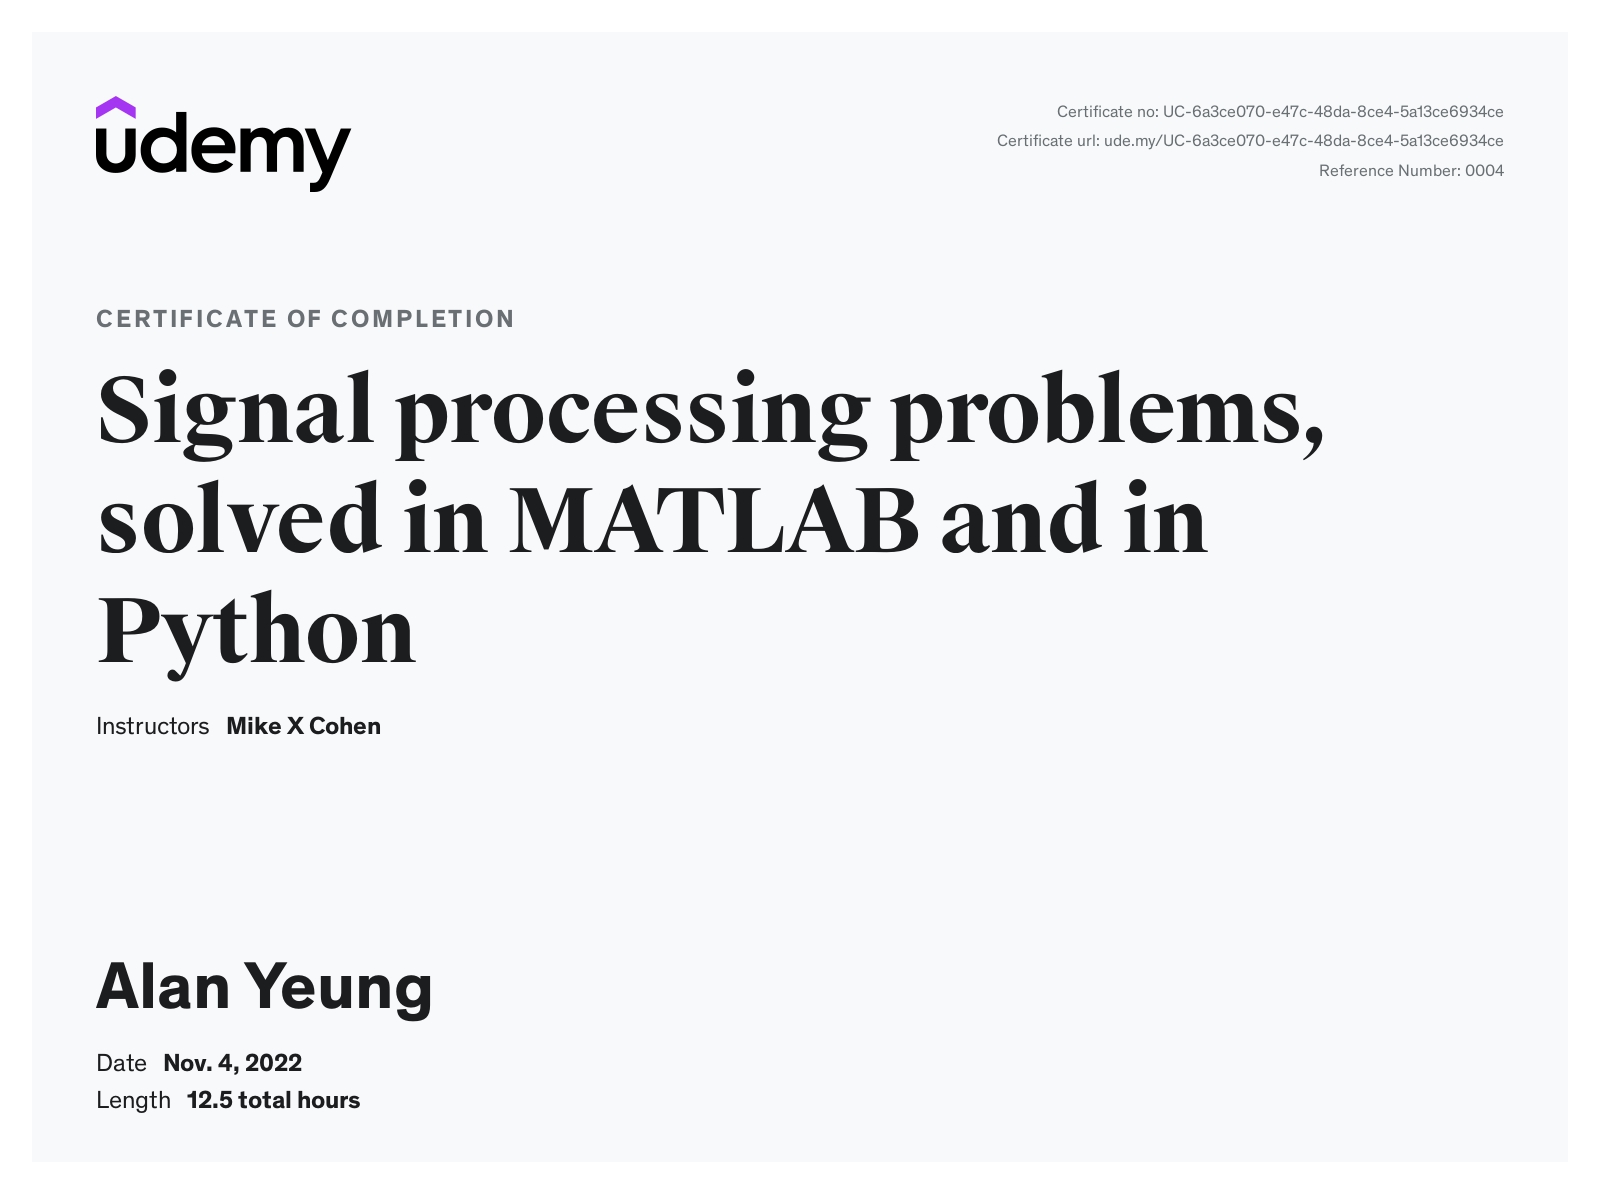 udemy
Certificate no: UC-6a3ce070-e47c-48da-8ce4-5a13ce6934ce
Certificate url: ude.my/UC-6a3ce070-e47c-48da-8ce4-5a13ce6934ce
Reference Number: 0004
CERTIFICATE OF COMPLETION
Signal processing problems,
solved in MATLAB and in
Python
Instructors Mike X Cohen
Alan Yeung
Date Nov. 4, 2022
Length 12.5 total hours